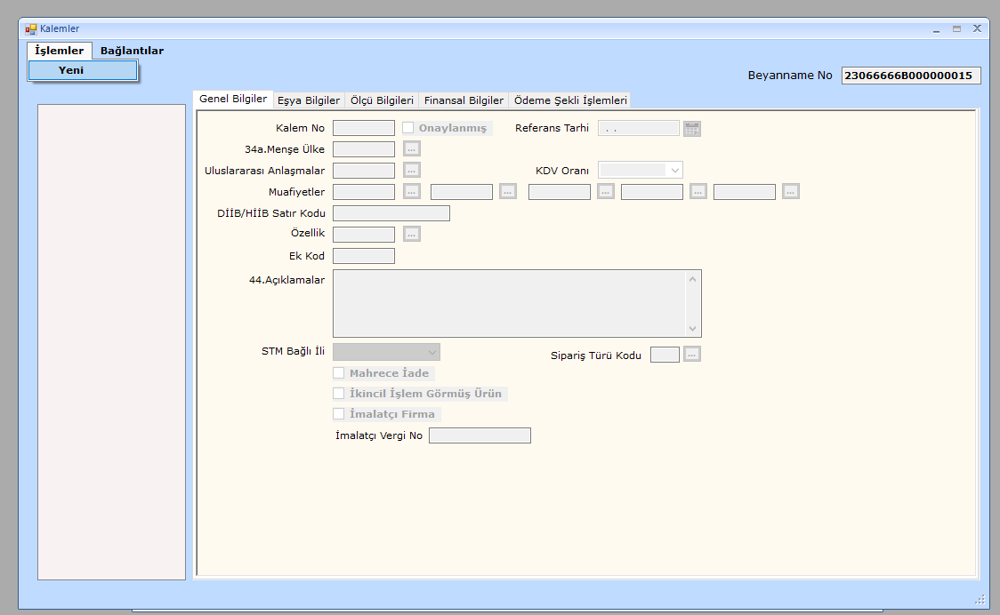 Kalemler
İşlemler Bağlantılar
Yeni
Beyanname No 23066666B000000015
Genel Bilgiler Eşya Bilgiler Ölçü Bilgileri Finansal Bilgiler Ödeme Şekli İşlemleri
Kalem No Onaylanmış Referans Tarhi . .
34a.Menşe Ülke ...
Uluslararası Anlaşmalar ... KDV Oranı
Muafiyetler ... ... ... ... ...
DİİB/HİİB Satır Kodu
Özellik ...
Ek Kod
44.Açıklamalar
STM Bağlı İli Sipariş Türü Kodu ...
Mahrece İade
İkincil İşlem Görmüş Ürün
İmalatçı Firma
İmalatçı Vergi No